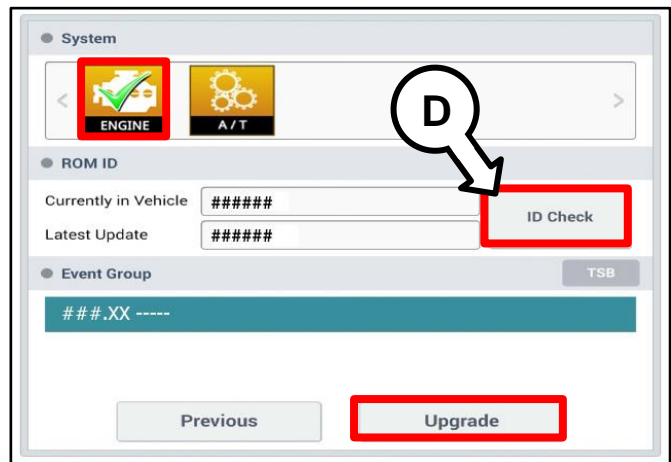 System
ENGINE
A/T
D
ROM ID
Currently in Vehicle ######
ID Check
Latest Update ######
Event Group TSB
###.XX -----
Previous Upgrade